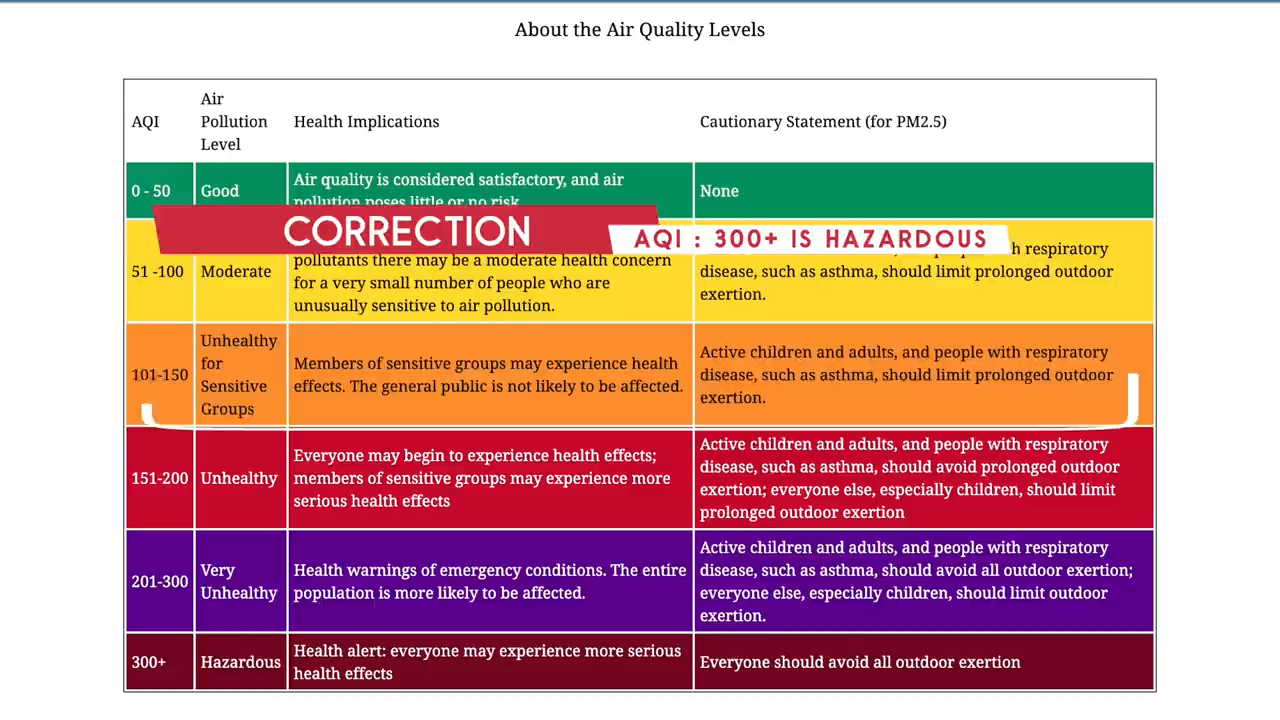 About the Air Quality Levels
AQI
Air
Pollution
Level
Health Implications
Cautionary Statement (for PM2.5)
0 - 50
Good
Air quality is considered satisfactory, and air
pollution poses little or no risk
None
CORRECTION
AQI : 300+ IS HAZARDOUS
51 -100
Moderate
pollutants there may be a moderate health concern
for a very small number of people who are
unusually sensitive to air pollution.
respiratory
disease, such as asthma, should limit prolonged outdoor
exertion.
101-150
Unhealthy
for
Sensitive
Groups
Members of sensitive groups may experience health
effects. The general public is not likely to be affected.
Active children and adults, and people with respiratory
disease, such as asthma, should limit prolonged outdoor
exertion.
151-200
Unhealthy
Everyone may begin to experience health effects;
members of sensitive groups may experience more
serious health effects
Active children and adults, and people with respiratory
disease, such as asthma, should avoid prolonged outdoor
exertion; everyone else, especially children, should limit
prolonged outdoor exertion
201-300
Very
Unhealthy
Health warnings of emergency conditions. The entire
population is more likely to be affected.
Active children and adults, and people with respiratory
disease, such as asthma, should avoid all outdoor exertion;
everyone else, especially children, should limit outdoor
exertion.
300+
Hazardous
Health alert: everyone may experience more serious
health effects
Everyone should avoid all outdoor exertion